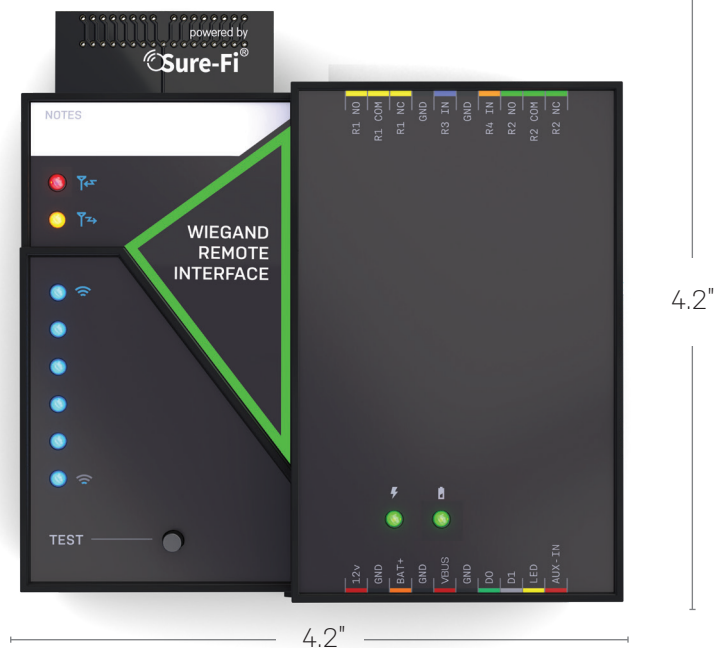 powered by
Sure-Fi®
NOTES
WIEGAND
REMOTE
INTERFACE
TEST
R1 NO
R1 COM
R1 NC
GND
R3 IN
GND
R4 IN
R2 NO
R2 COM
R2 NC
12v
GND
BAT+
GND
VBUS
GND
D0
D1
LED
AUX-IN
4.2"
4.2"